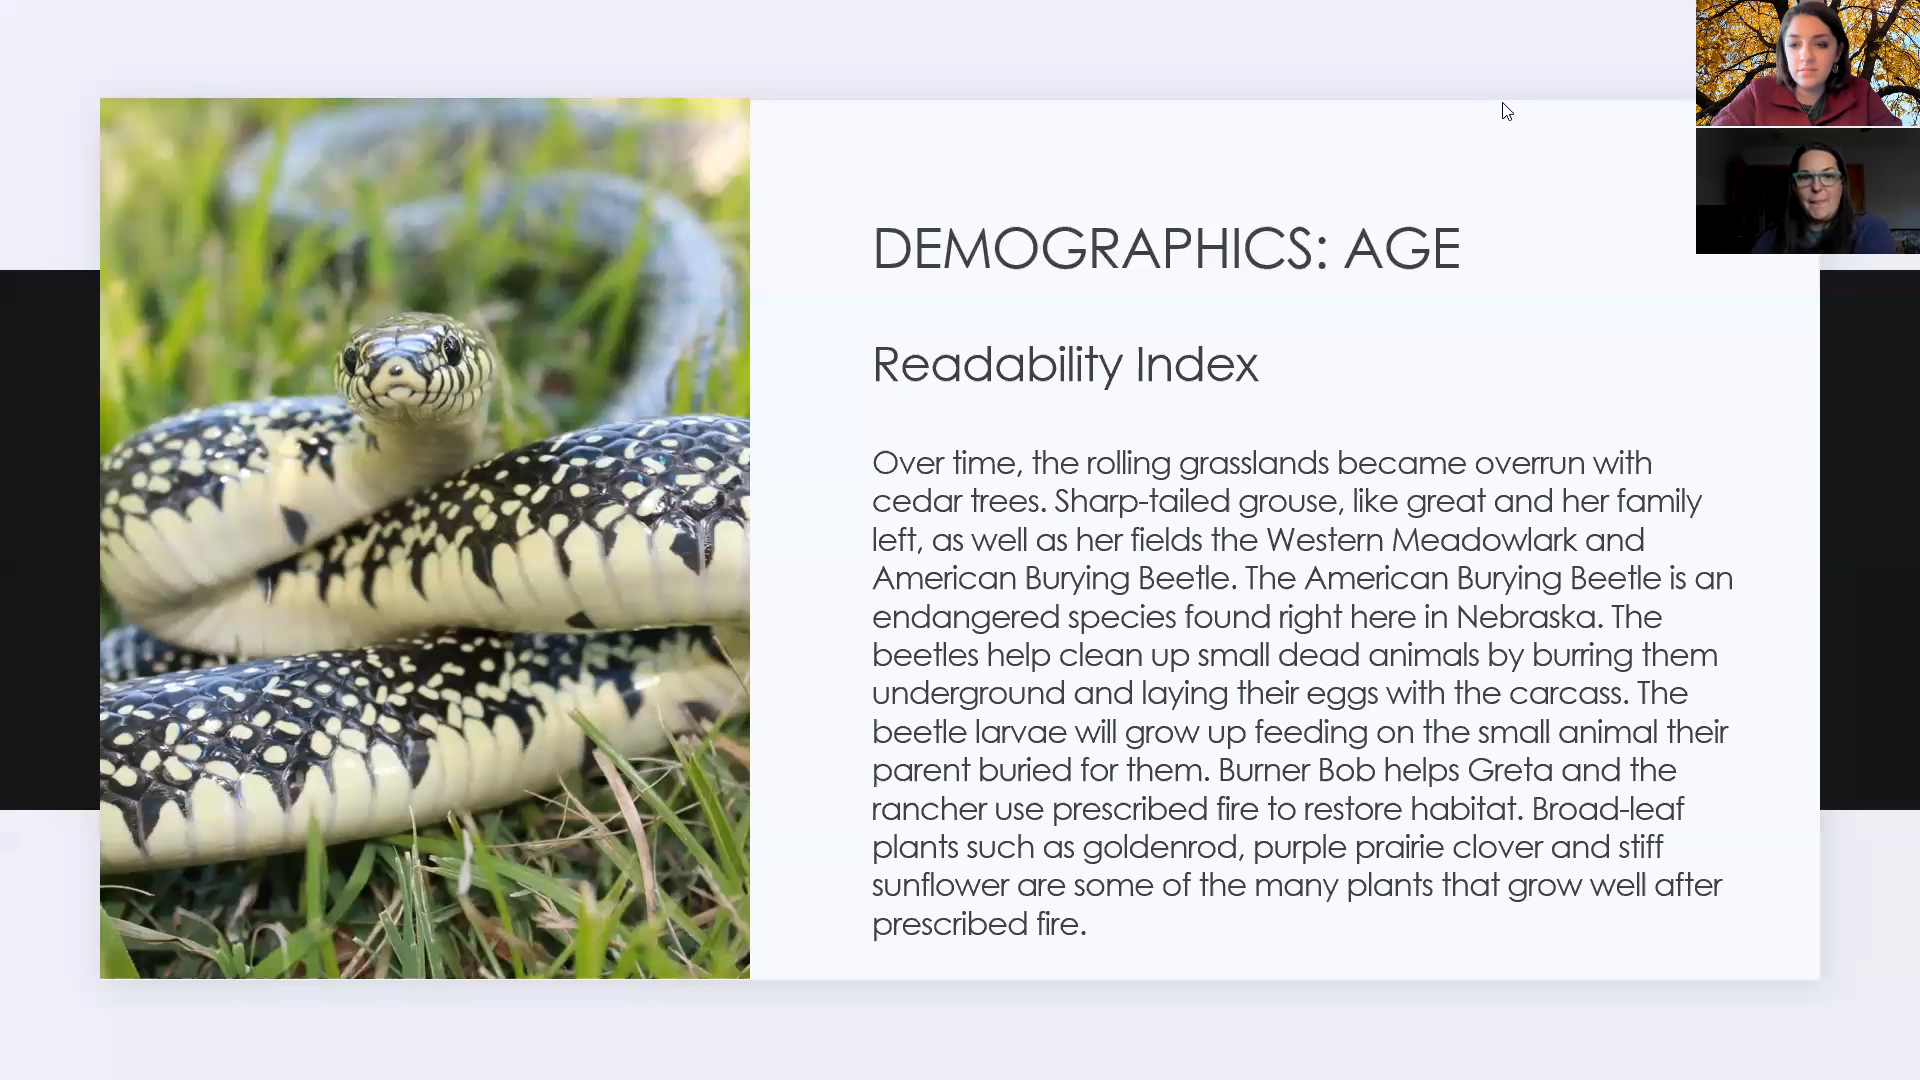 DEMOGRAPHICS: AGE
Readability Index
Over time, the rolling grasslands became overrun with
cedar trees. Sharp-tailed grouse, like great and her family
left, as well as her fields the Western Meadowlark and
American Burying Beetle. The American Burying Beetle is an
endangered species found right here in Nebraska. The
beetles help clean up small dead animals by burring them
underground and laying their eggs with the carcass. The
beetle larvae will grow up feeding on the small animal their
parent buried for them. Burner Bob helps Greta and the
rancher use prescribed fire to restore habitat. Broad-leaf
plants such as goldenrod, purple prairie clover and stiff
sunflower are some of the many plants that grow well after
prescribed fire.